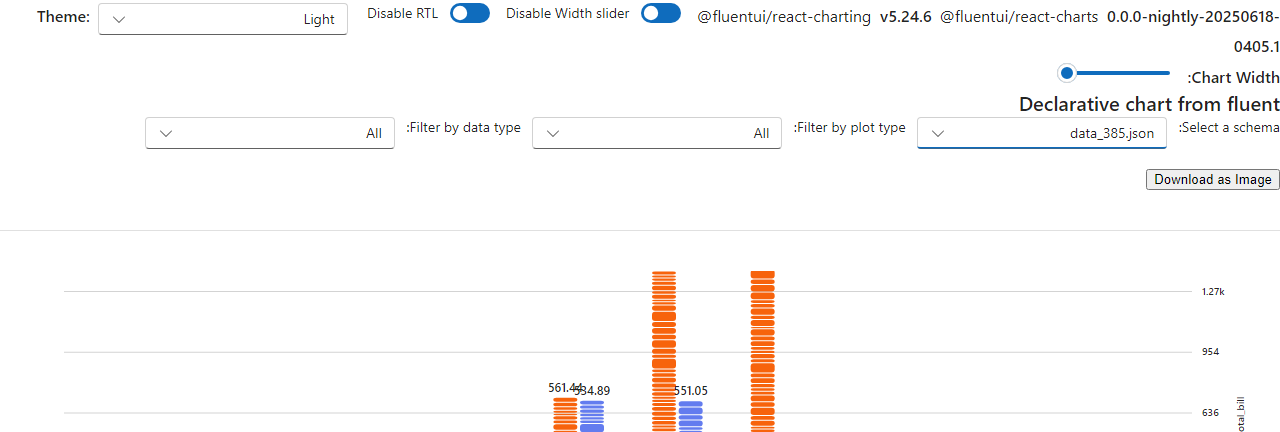 Theme: Light Disable RTL Disable Width slider @fluentui/react-charting v5.24.6 @fluentui/react-charts 0.0.0-nightly-20250618-
0405.1
:Chart Width
Declarative chart from fluent
:Select a schema data_385.json :Filter by plot type All :Filter by data type All
Download as Image
1.27k
954
561.44 534.89 551.05
636
otal_bill